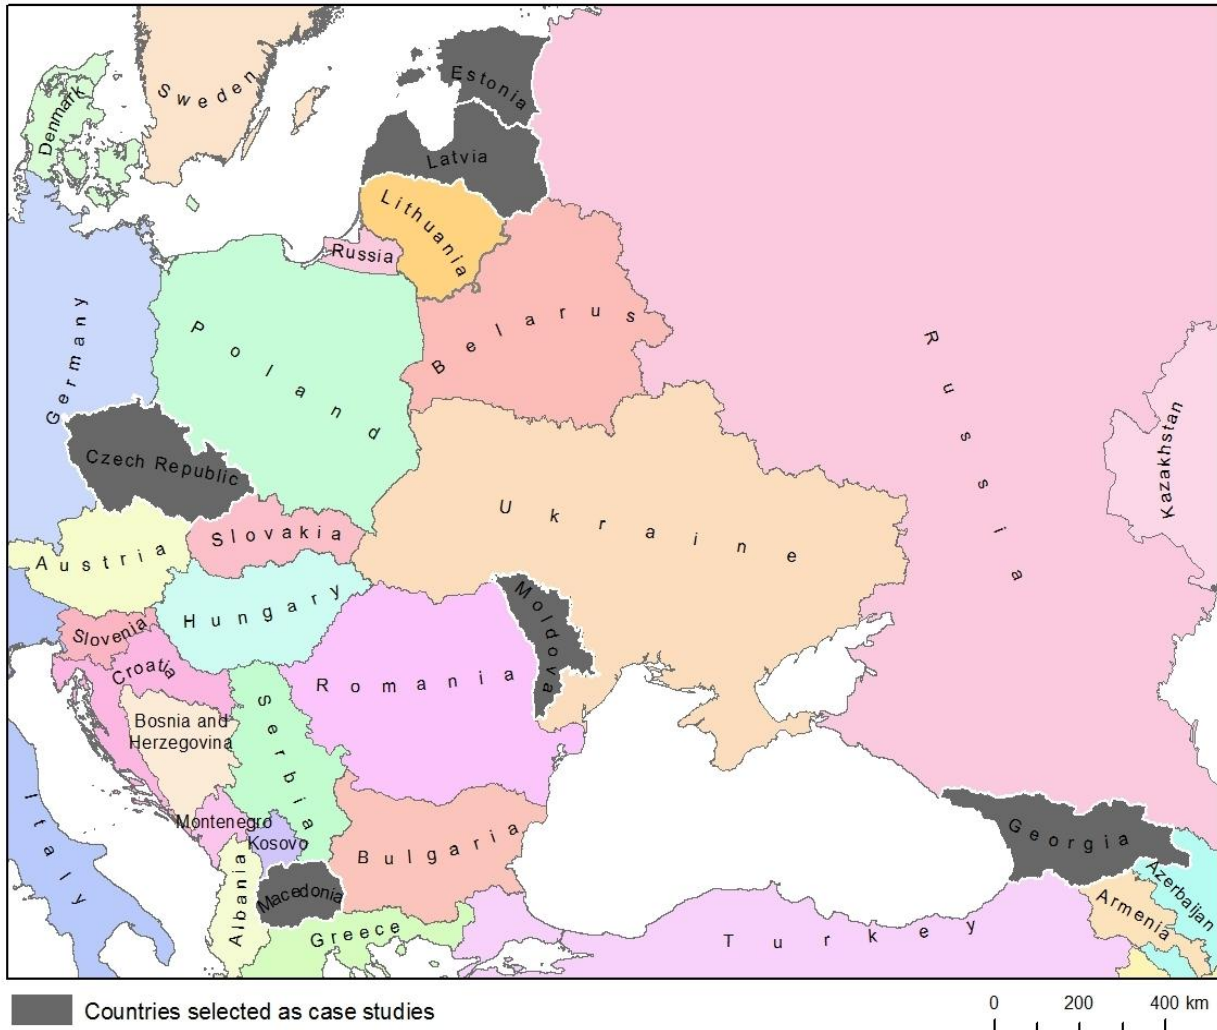 Sweden
Denmark
Estonia
Latvia
Lithuania
Russia
Belarus
Poland
Germany
Russia
Kazakhstan
Czech Republic
Ukraine
Slovakia
Austria
Hungary
Moldova
Slovenia
Croatia
Romania
Serbia
Bosnia and
Herzegovina
Italy
Montenegro
Kosovo
Bulgaria
Georgia
Azerbaijan
Armenia
Albania
Macedonia
Greece
Turkey
Countries selected as case studies
0 200 400 km